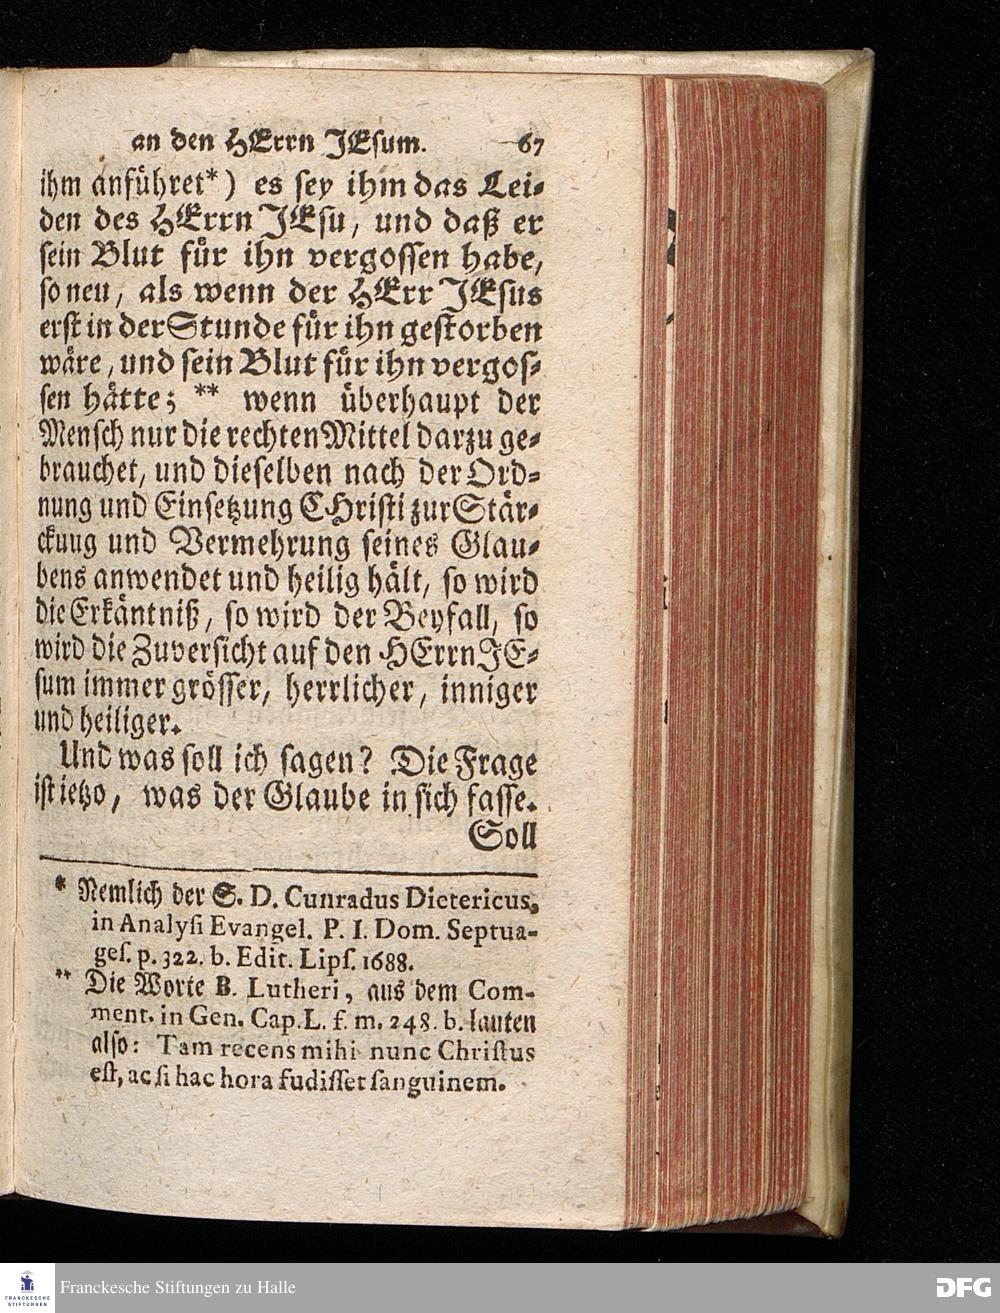 an den HErrn JEsum. 67
ihm anführet*) es sey ihm das Lei-
den des HErrn JEsu, und daß er
sein Blut für ihn vergossen habe,
so neu, als wenn der HErr JEsus
erst in der Stunde für ihn gestorben
wäre, und sein Blut für ihn vergos-
sen hätte; ** wenn überhaupt der
Mensch nur die rechten Mittel darzu ge-
brauchet, und dieselben nach der Ord-
nung und Einsetzung CHristi zur Stär-
ckuug und Vermehrung seines Glau-
bens anwendet und heilig hält, so wird
die Erkäntniß, so wird der Beyfall, so
wird die Zuversicht auf den HErrn JE-
sum immer grösser, herrlicher, inniger
und heiliger.
Und was soll ich sagen? Die Frage
ist ietzo, was der Glaube in sich fasse.
Soll
* Nemlich der S. D. Cunradus Dietericus,
in Analysi Evangel. P. I. Dom. Septua-
ges. p. 322. b. Edit. Lips. 1688.
** Die Worte B. Lutheri, aus dem Com-
ment. in Gen. Cap. L. f. m. 248. b. lauten
also: Tam recens mihi nunc Christus
est, ac si hac hora fudisset sanguinem.
FRANCKESCHE
STIFTUNGEN
Franckesche Stiftungen zu Halle
DFG